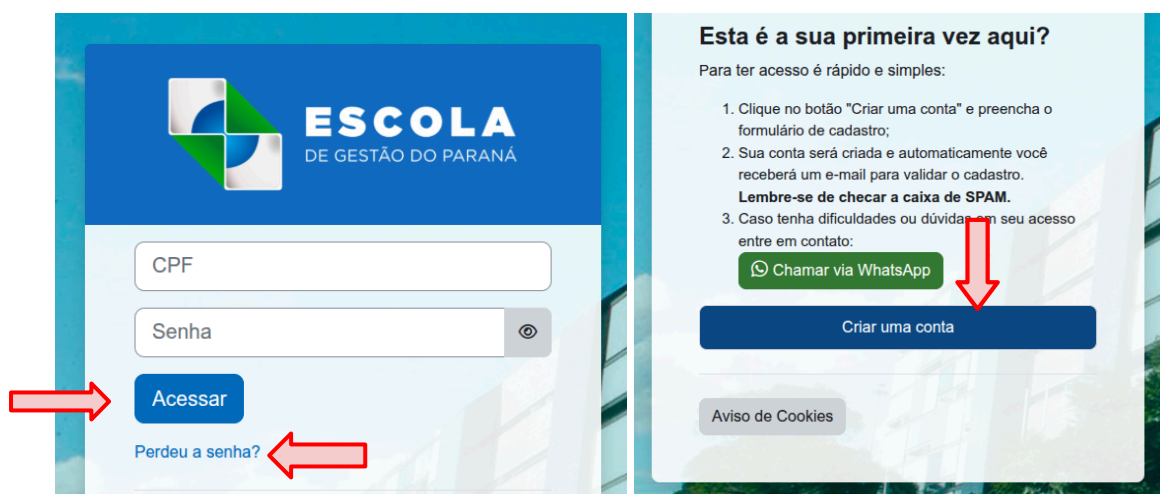 ESCOLA
DE GESTÃO DO PARANÁ
CPF
Senha
Acessar
Perdeu a senha?
Esta é a sua primeira vez aqui?
Para ter acesso é rápido e simples:
1. Clique no botão "Criar uma conta" e preencha o
formulário de cadastro;
2. Sua conta será criada e automaticamente você
receberá um e-mail para validar o cadastro.
Lembre-se de checar a caixa de SPAM.
3. Caso tenha dificuldades ou dúvidas em seu acesso
entre em contato:
Chamar via WhatsApp
Criar uma conta
Aviso de Cookies